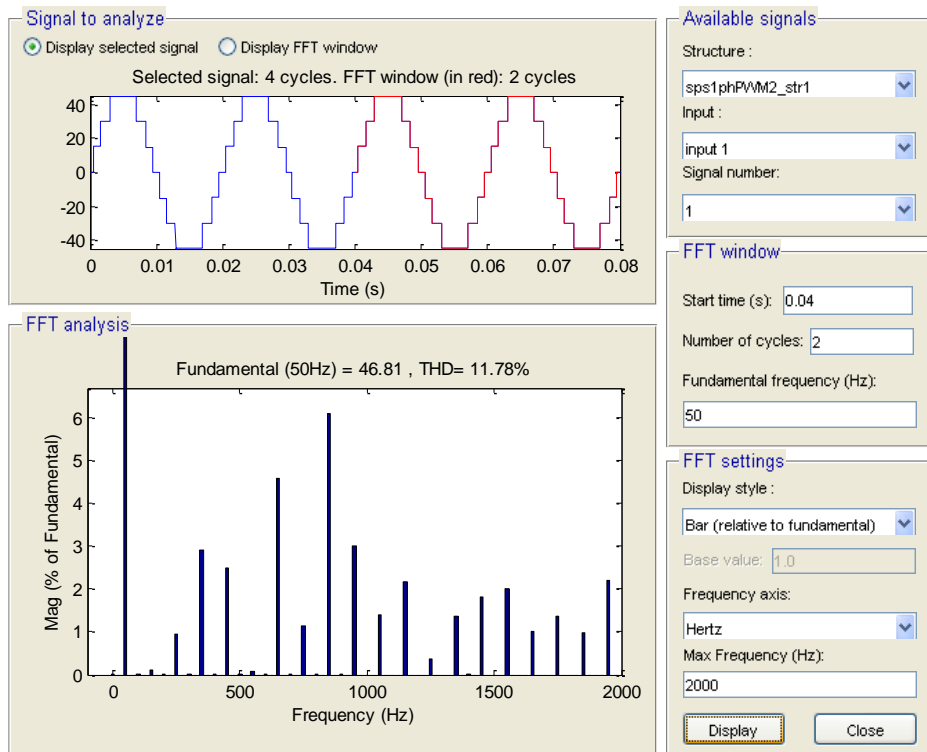 Signal to analyze
Display selected signal
Display FFT window
Selected signal: 4 cycles. FFT window (in red): 2 cycles
40
20
0
-20
-40
0 0.01 0.02 0.03 0.04 0.05 0.06 0.07 0.08
Time (s)
FFT analysis
Fundamental (50Hz) = 46.81 , THD= 11.78%
Mag (% of Fundamental)
6
5
4
3
2
1
0
0 500 1000 1500 2000
Frequency (Hz)
Available signals
Structure :
sps1phPWM2_str1
Input :
input 1
Signal number:
1
FFT window
Start time (s): 0.04
Number of cycles: 2
Fundamental frequency (Hz):
50
FFT settings
Display style :
Bar (relative to fundamental)
Base value: 1.0
Frequency axis:
Hertz
Max Frequency (Hz):
2000
Display
Close